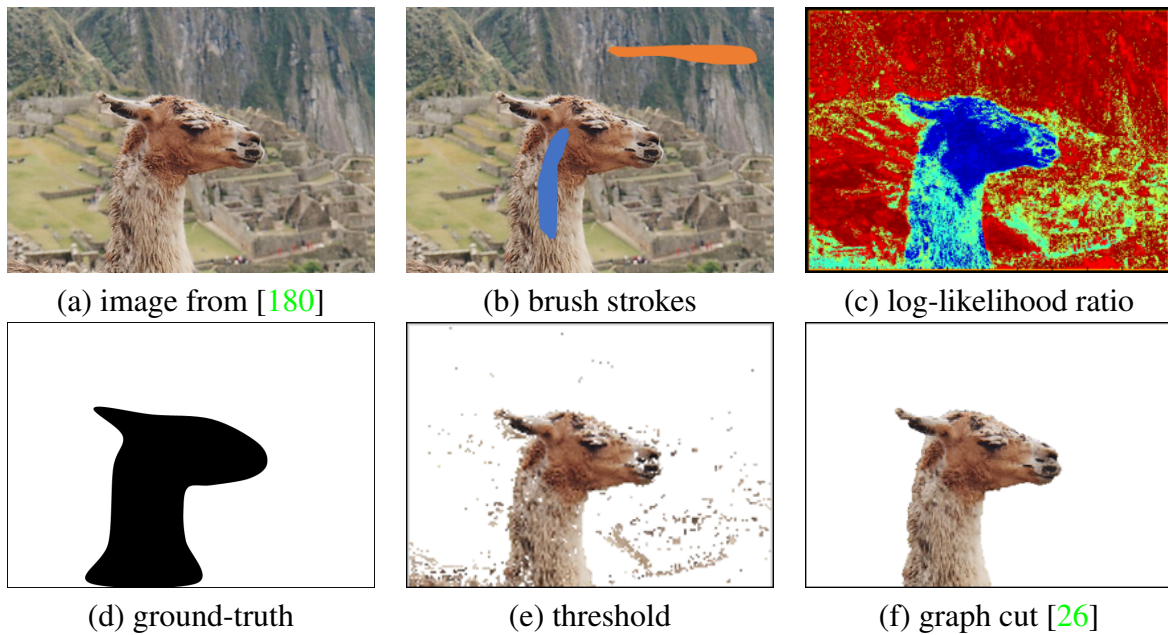 (a) image from [180]
(b) brush strokes
(c) log-likelihood ratio
(d) ground-truth
(e) threshold
(f) graph cut [26]